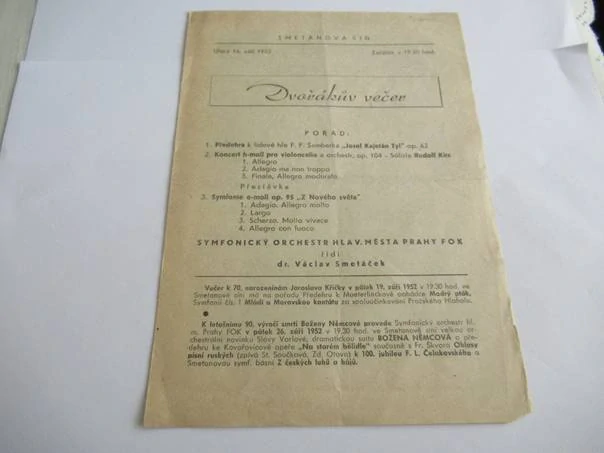 SMETANOVA SÍŇ
Úterý 16. září 1952 Začátek v 19.30 hod.
Dvořákův večer
POŘAD:
1. Předehra k lidové hře F. F. Šamberka „Josef Kajetán Tyl" op. 62
2. Koncert h-moll pro violoncello a orchestr, op. 104 - Solista Rudolf Kirs
1. Allegro
2. Adagio ma non troppo
3. Finale, Allegro moderato
Přestávka
3. Symfonie e-moll op. 95 „Z Nového světa"
1. Adagio. Allegro molto
2. Largo
3. Scherzo. Molto vivace
4. Allegro con fuoco
SYMFONICKÝ ORCHESTR HLAV. MĚSTA PRAHY FOK
řídí
dr. Václav Smetáček
Večer k 70. narozeninám Jaroslava Křičky v pátek 19. září 1952 v 19.30 hod. ve
Smetanově síni má na pořadu Předehru k Maeterlinckově pohádce Modrý pták,
Symfonii čís. 1 Mládí a Moravskou kantátu za spoluúčinkování Pražského Hlaholu.
K letošnímu 90. výročí smrti Boženy Němcové provede Symfonický orchestr hl.
m. Prahy FOK v pátek 26. září 1952 v 19.30 hod. ve Smetanově síni velkou or-
chestrální novinku Slávy Vorlové, dramatickou suitu BOŽENA NĚMCOVÁ a pře-
dehru ke Kovařovicově opeře „Na starém bělidle" současně s Fr. Škvora Ohlasy
písní ruských (zpívá St. Součková, Zd. Otava) k 100. jubileu F. L. Čelakovského a
Smetanovou symf. básní Z českých luhů a hájů.